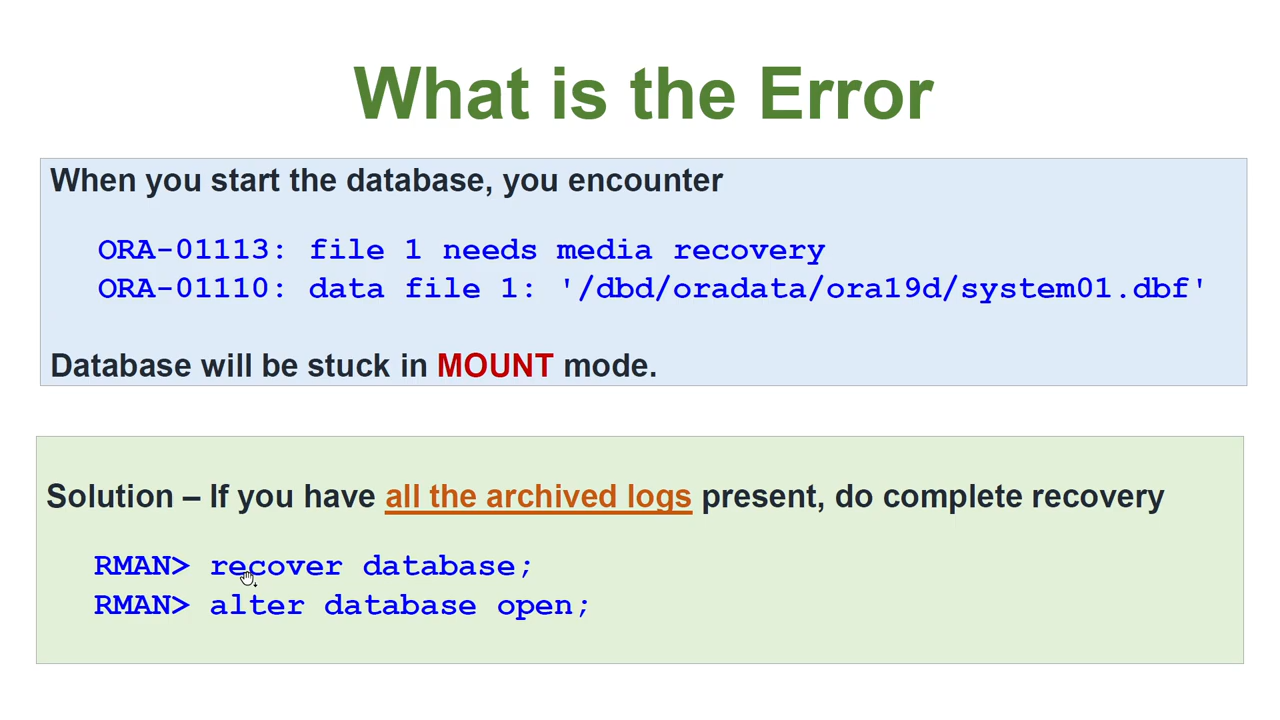 What is the Error
When you start the database, you encounter
ORA-01113: file 1 needs media recovery
ORA-01110: data file 1: '/dbd/oradata/ora19d/system01.dbf'
Database will be stuck in MOUNT mode.
Solution – If you have all the archived logs present, do complete recovery
RMAN> recover database;
RMAN> alter database open;